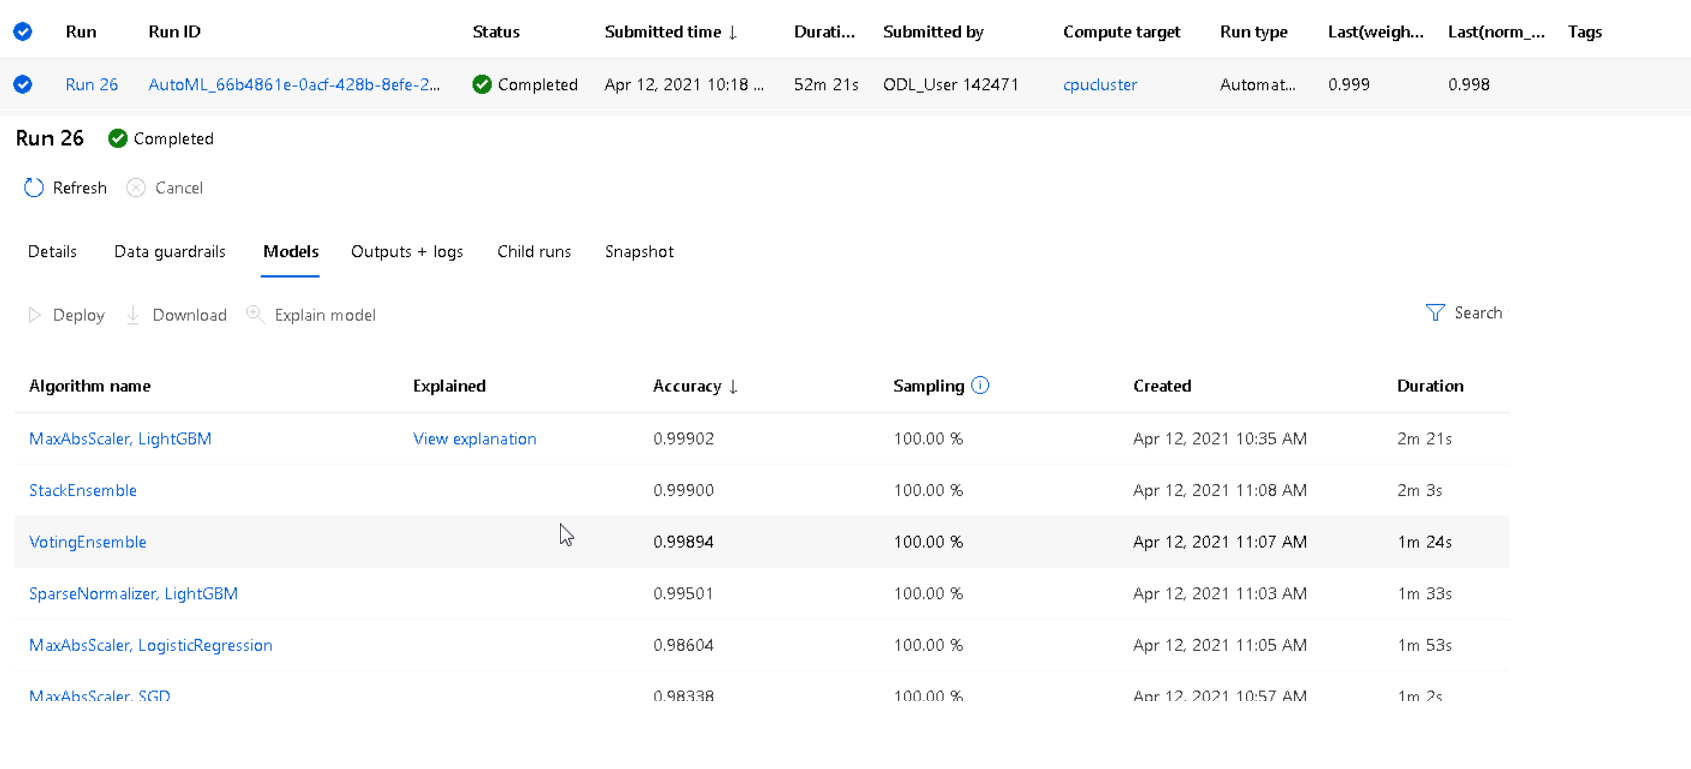 Run Run ID Status Submitted time ↓ Durati... Submitted by Compute target Run type Last(weigh... Last(norm_... Tags
Run 26 AutoML_66b4861e-0acf-428b-8efe-2... Completed Apr 12, 2021 10:18 ... 52m 21s ODL_User 142471 cpucluster Automat... 0.999 0.998
Run 26 Completed
Refresh Cancel
Details Data guardrails Models Outputs + logs Child runs Snapshot
Deploy Download Explain model Search
Algorithm name Explained Accuracy ↓ Sampling Created Duration
MaxAbsScaler, LightGBM View explanation 0.99902 100.00 % Apr 12, 2021 10:35 AM 2m 21s
StackEnsemble 0.99900 100.00 % Apr 12, 2021 11:08 AM 2m 3s
VotingEnsemble 0.99894 100.00 % Apr 12, 2021 11:07 AM 1m 24s
SparseNormalizer, LightGBM 0.99501 100.00 % Apr 12, 2021 11:03 AM 1m 33s
MaxAbsScaler, LogisticRegression 0.98604 100.00 % Apr 12, 2021 11:05 AM 1m 53s
MaxAbsScaler, SGD 0.98338 100.00 % Apr 12, 2021 10:57 AM 1m 2s